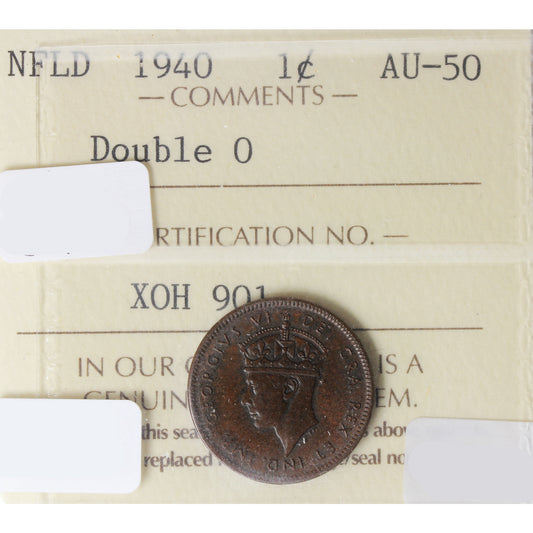 NFLD 1940 1¢ AU-50
— COMMENTS —
Double O
RTIFICATION NO. —
XOH 901
IN OUR IS A
GENUIN EM.
this sea abov
replaced /seal no
GEORGIVS VI DEI GRA. REX ET IND. IMP.